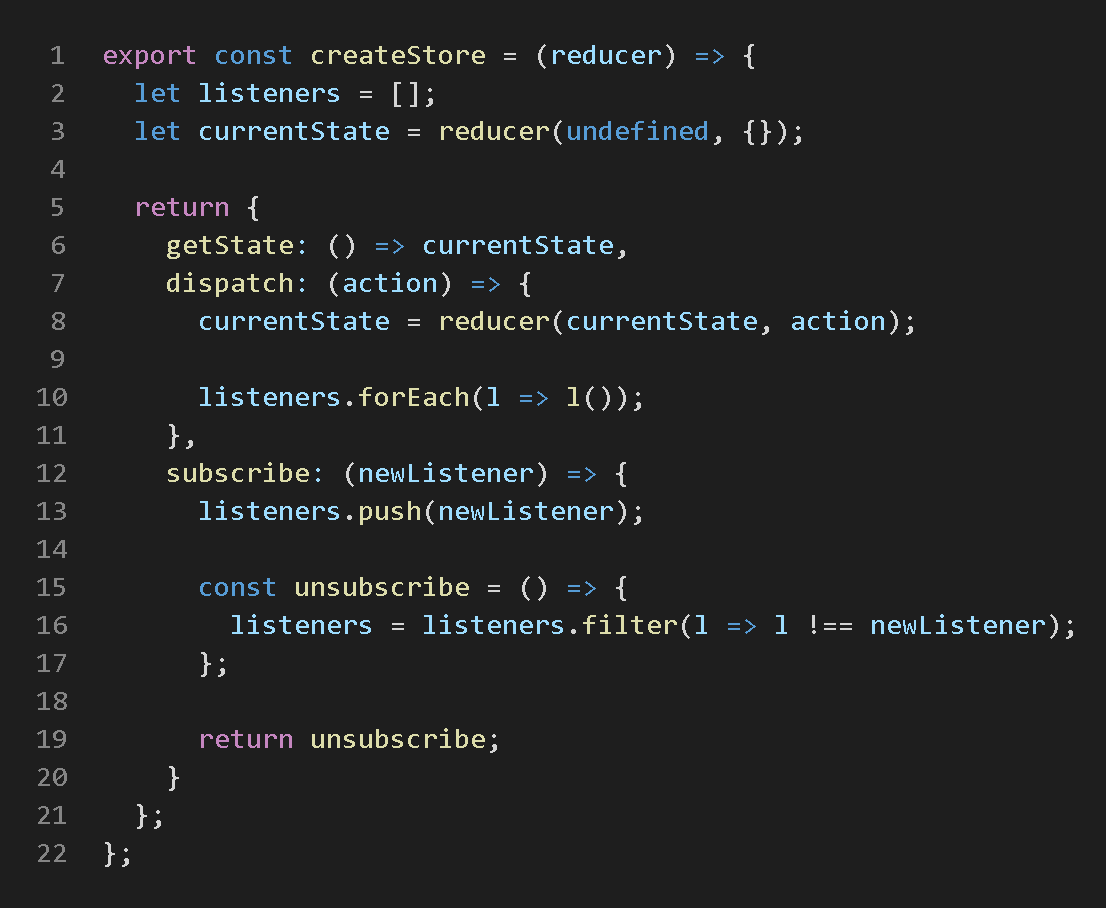 1 export const createStore = (reducer) => {
2   let listeners = [];
3   let currentState = reducer(undefined, {});
4
5   return {
6     getState: () => currentState,
7     dispatch: (action) => {
8       currentState = reducer(currentState, action);
9
10       listeners.forEach(l => l());
11     },
12     subscribe: (newListener) => {
13       listeners.push(newListener);
14
15       const unsubscribe = () => {
16         listeners = listeners.filter(l => l !== newListener);
17       };
18
19       return unsubscribe;
20     }
21   };
22 };